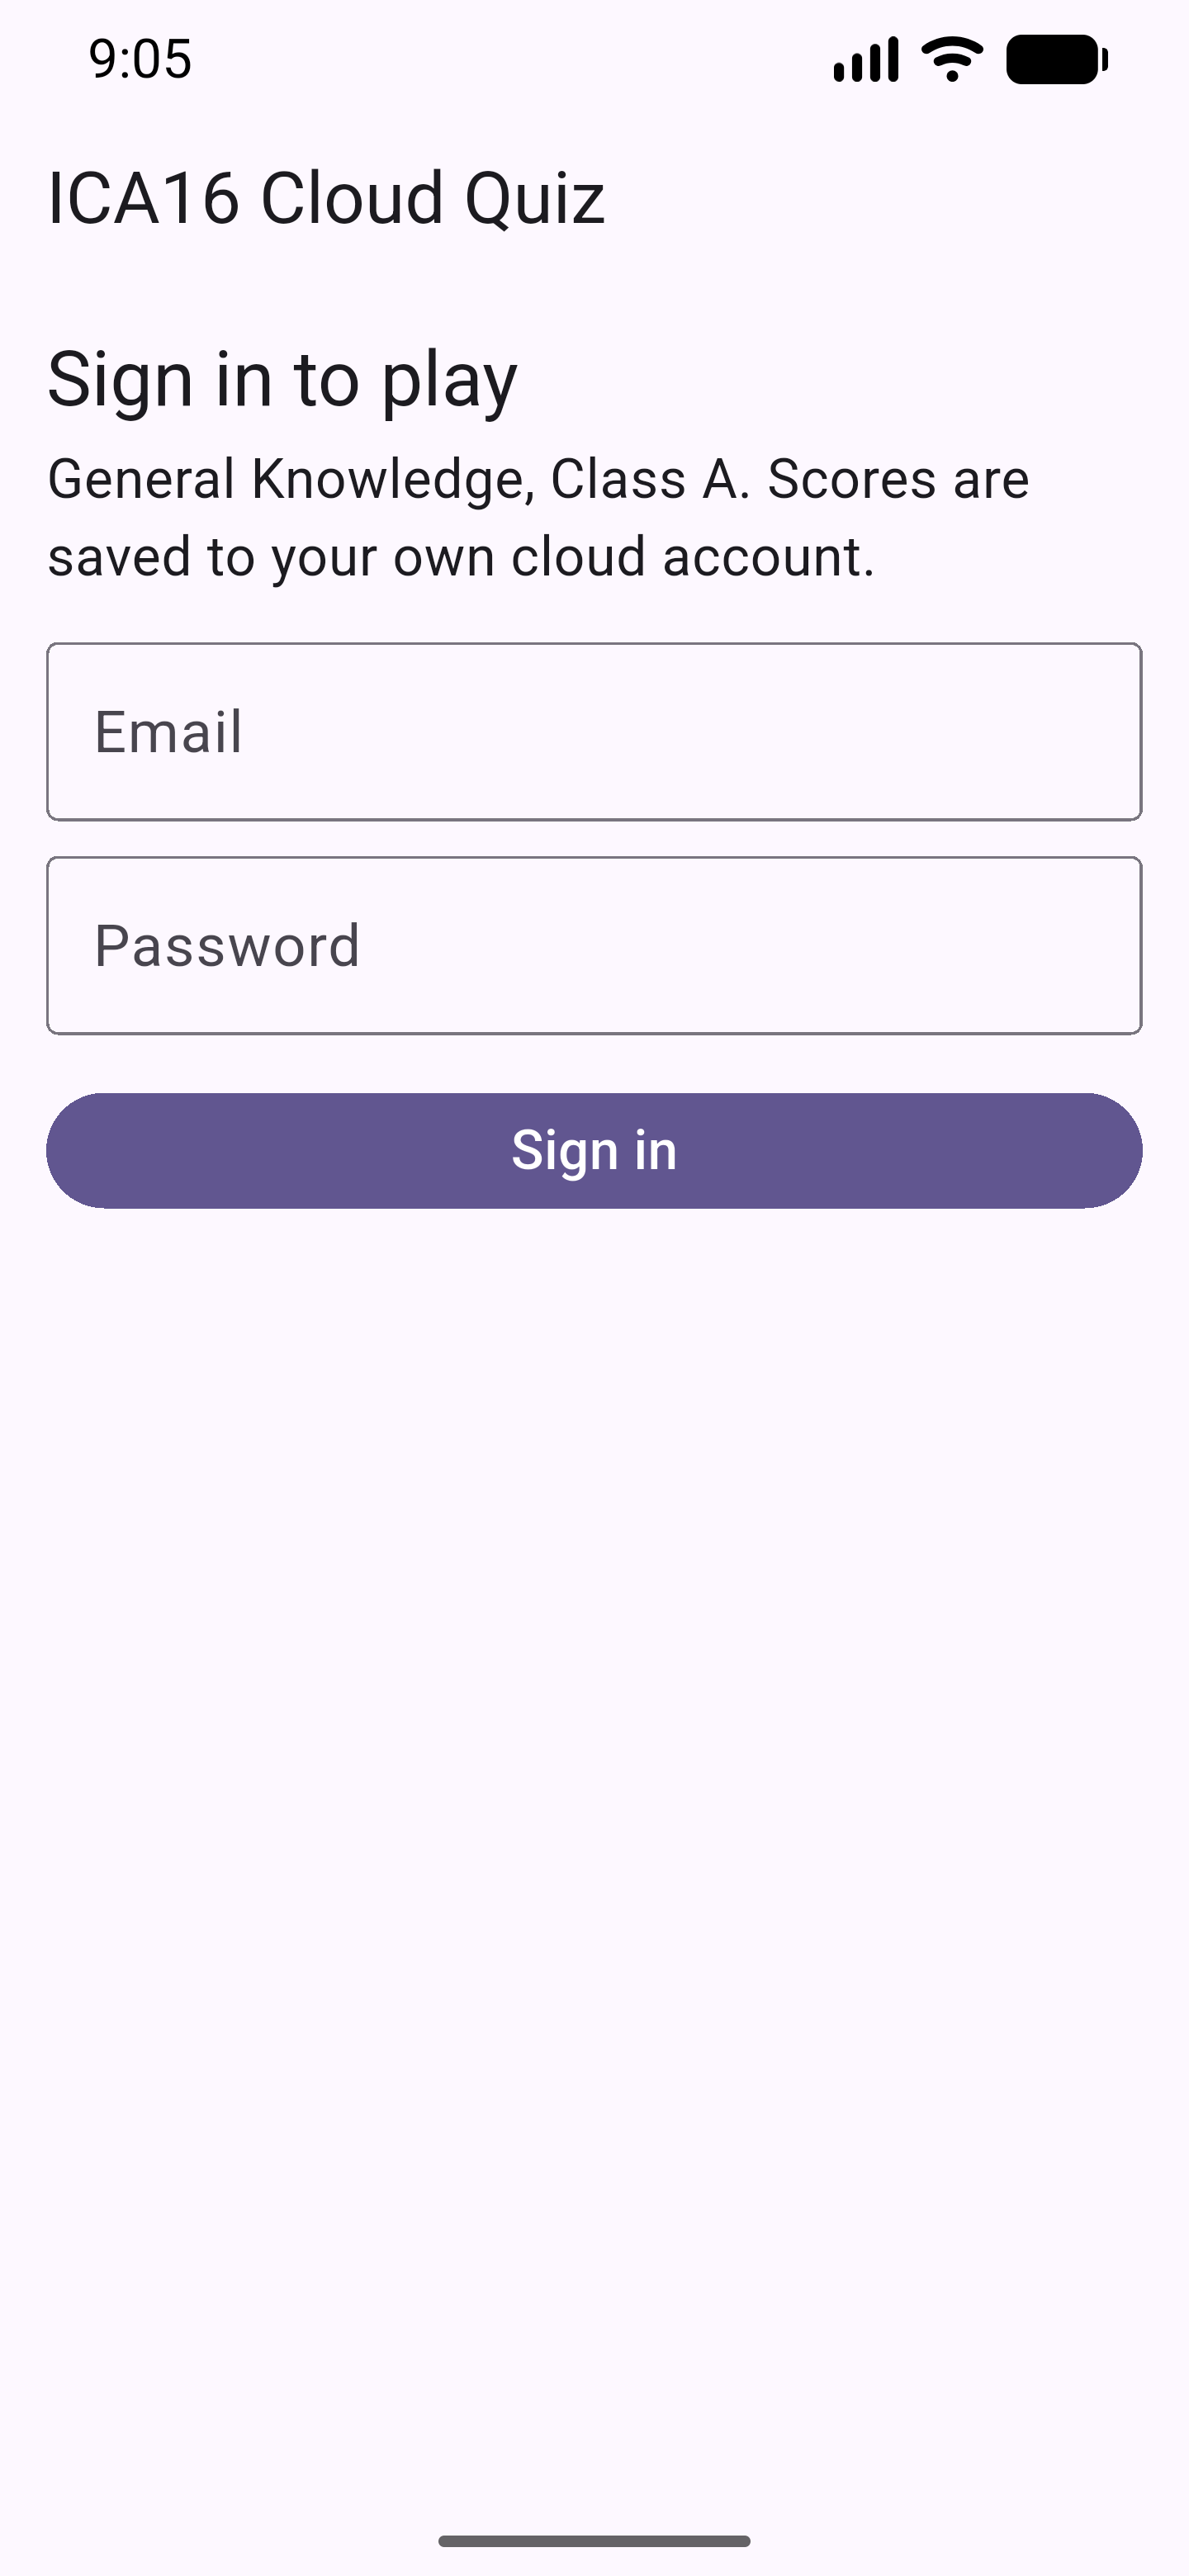 9:05
ICA16 Cloud Quiz
Sign in to play
General Knowledge, Class A. Scores are
saved to your own cloud account.
Email
Password
Sign in